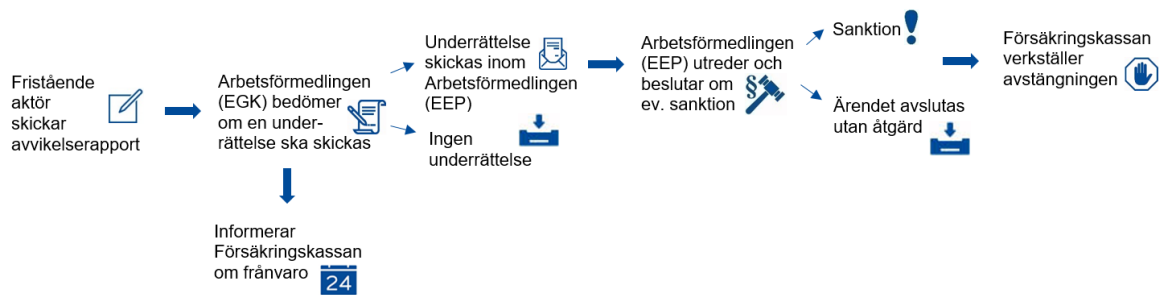 Fristående
aktör
skickar
avvikelserapport
Arbetsförmedlingen
(EGK) bedömer
om en under-
rättelse ska skickas
Informerar
Försäkringskassan
om frånvaro
24
Underrättelse
skickas inom
Arbetsförmedlingen
(EEP)
Ingen
underrättelse
Arbetsförmedlingen
(EEP) utreder och
beslutar om
ev. sanktion
§
Sanktion
Ärendet avslutas
utan åtgärd
Försäkringskassan
verkställer
avstängningen